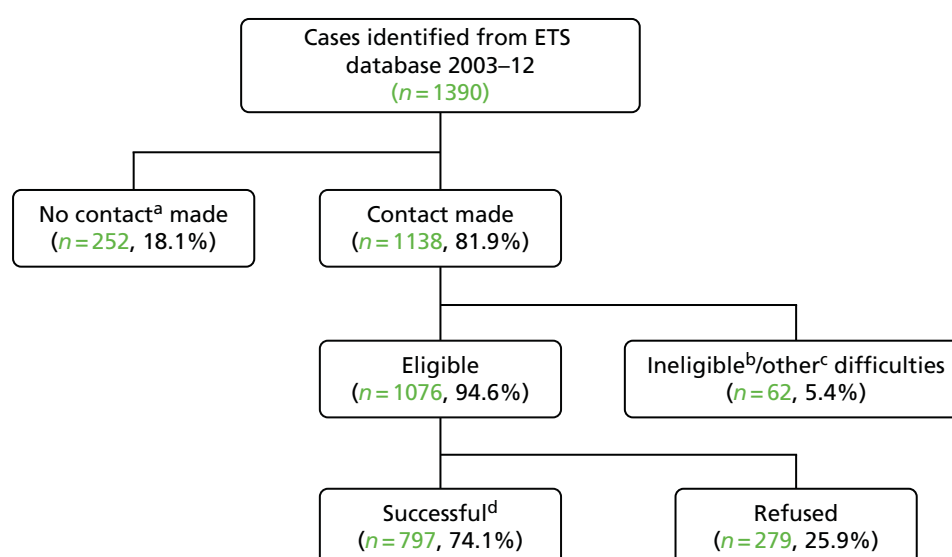 Cases identified from ETS
database 2003–12
(n=1390)
No contactᵃ made
(n=252, 18.1%)
Contact made
(n=1138, 81.9%)
Eligible
(n=1076, 94.6%)
Ineligibleᵇ/otherᶜ difficulties
(n=62, 5.4%)
Successfulᵈ
(n=797, 74.1%)
Refused
(n=279, 25.9%)